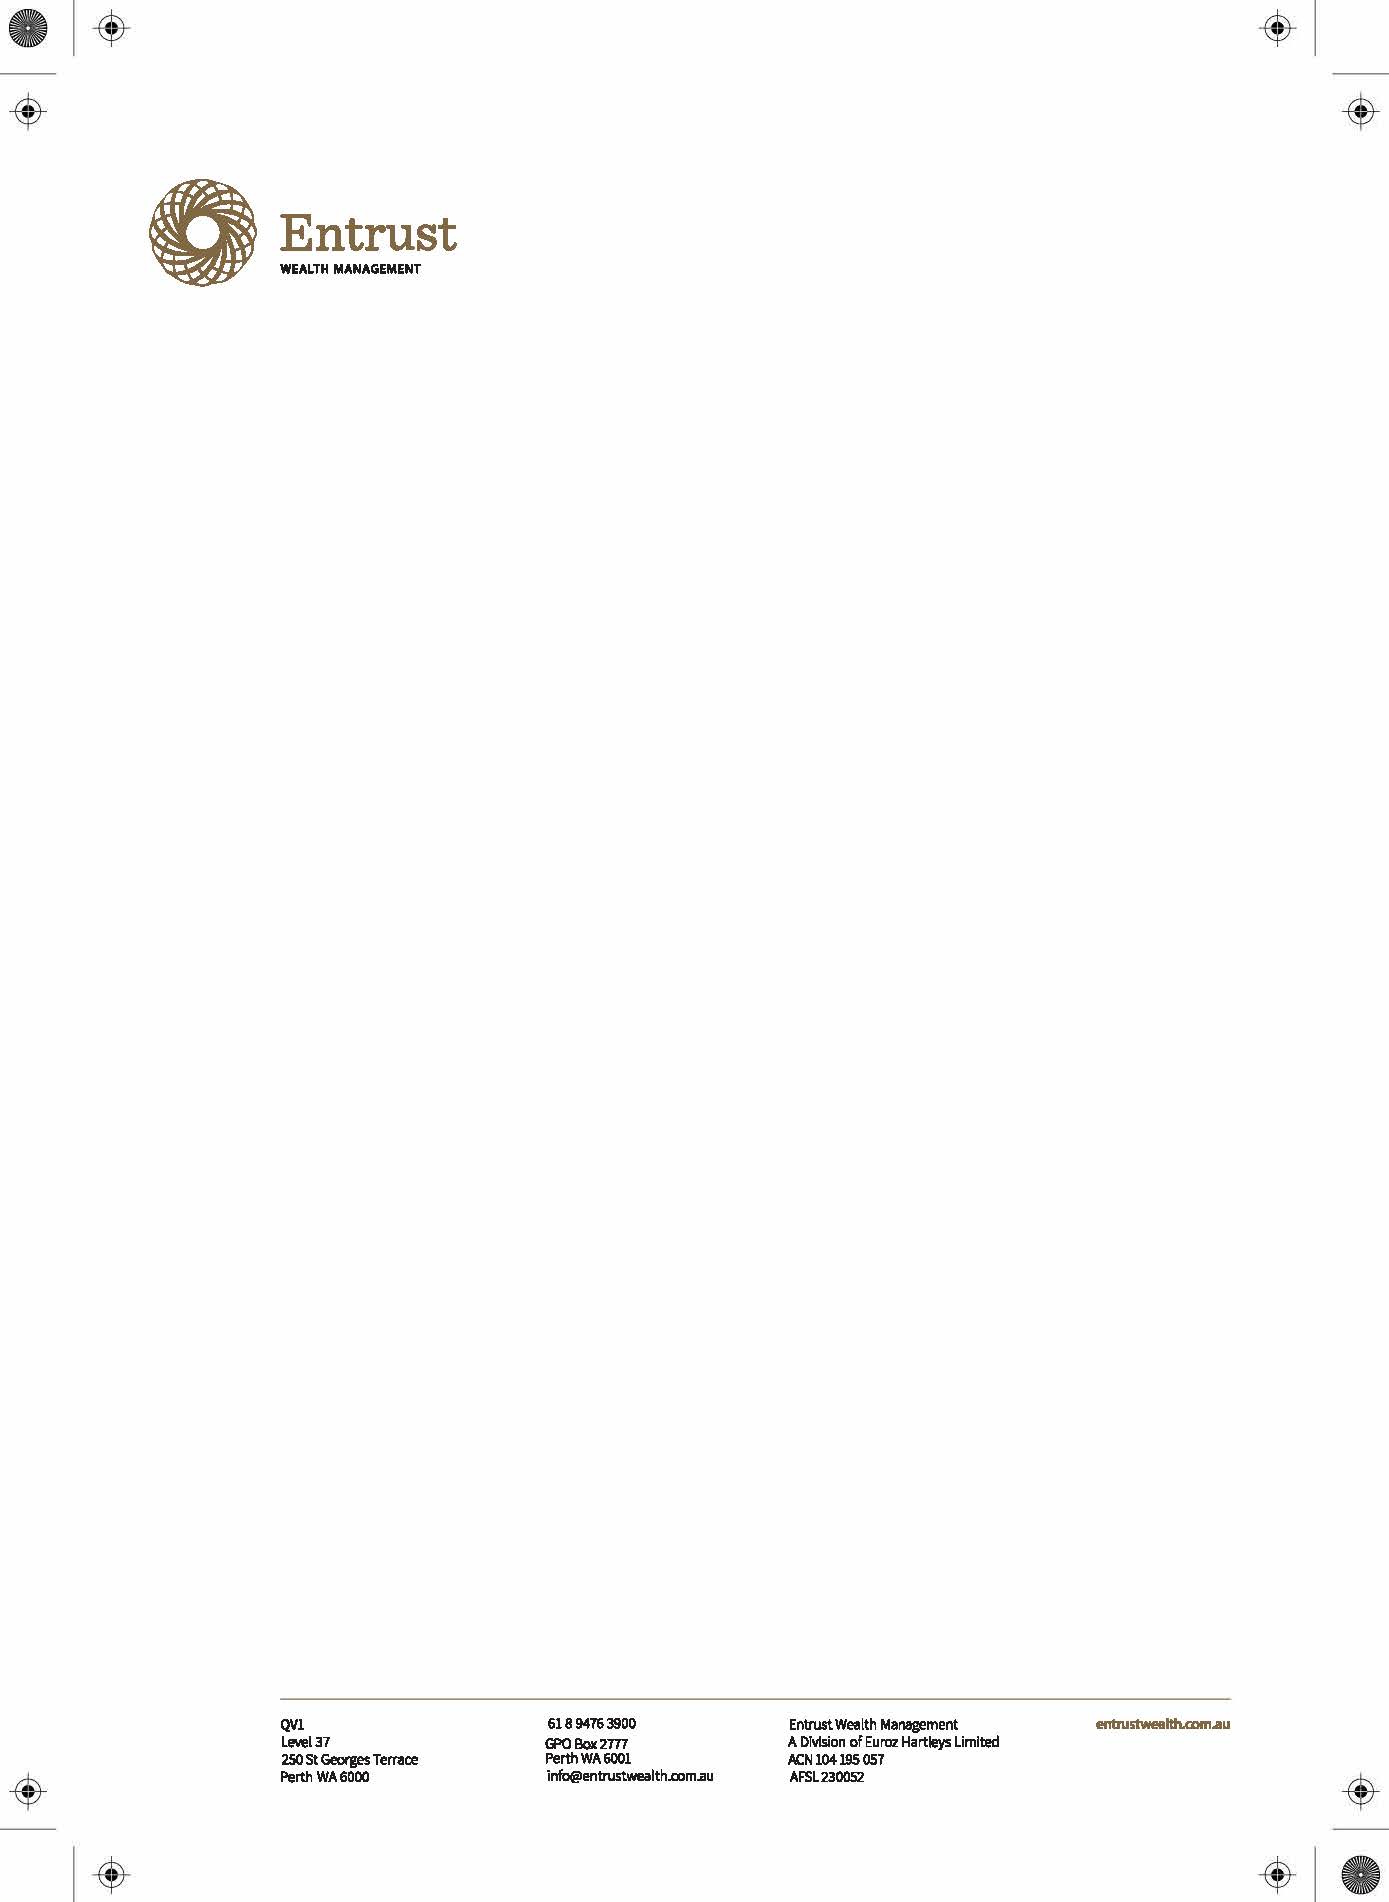 Entrust
WEALTH MANAGEMENT
QV1
Level 37
250 St Georges Terrace
Perth WA 6000
61 8 9476 3900
GPO Box 2777
Perth WA 6001
info@entrustwealth.com.au
Entrust Wealth Management
A Division of Euroz Hartleys Limited
ACN 104 195 057
AFSL 230052
entrustwealth.com.au